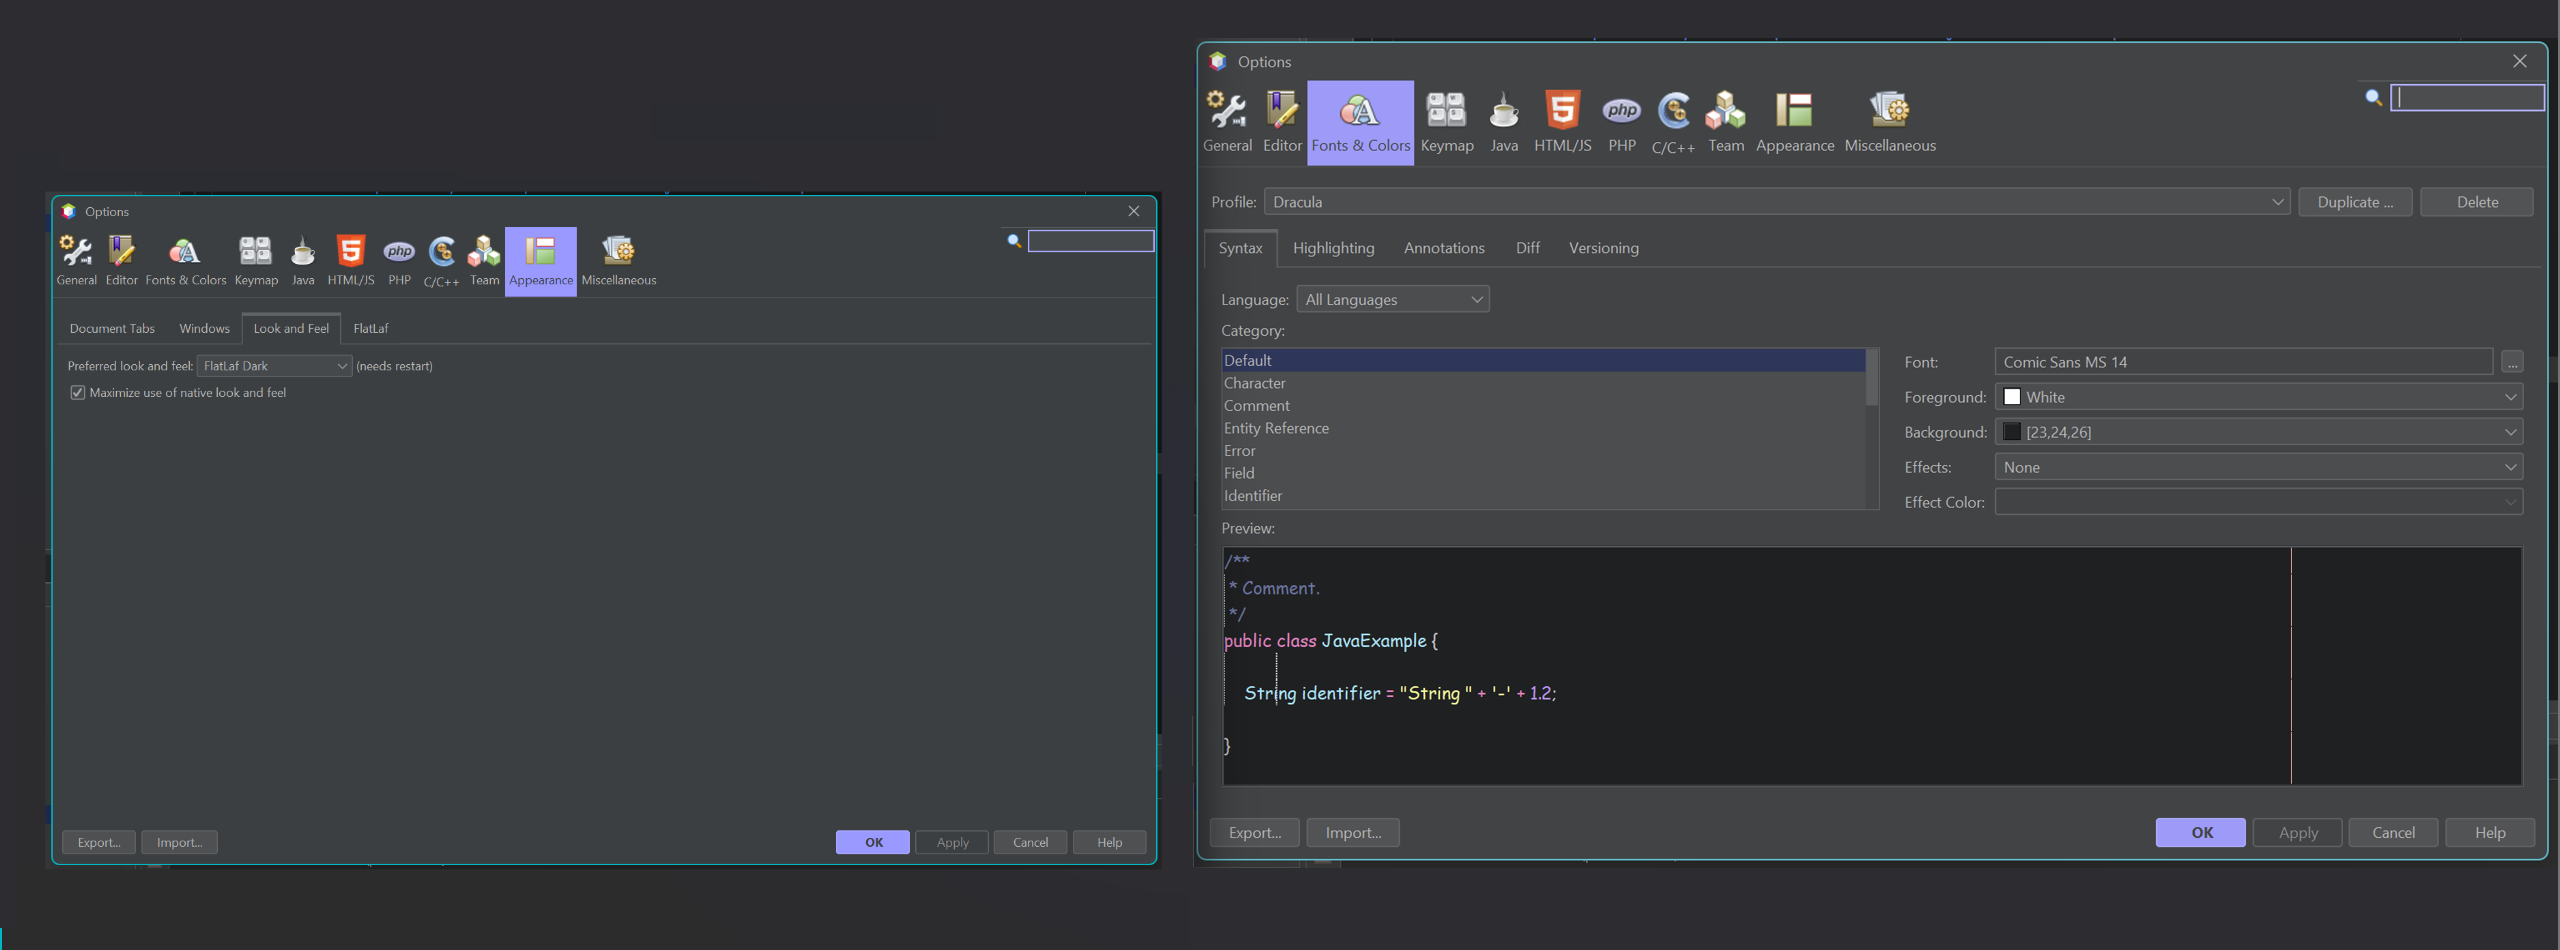 Options
General Editor Fonts & Colors Keymap Java HTML/JS PHP C/C++ Team Appearance Miscellaneous
Document Tabs Windows Look and Feel FlatLaf
Preferred look and feel: FlatLaf Dark (needs restart)
Maximize use of native look and feel
Export... Import... OK Apply Cancel Help
Options
General Editor Fonts & Colors Keymap Java HTML/JS PHP C/C++ Team Appearance Miscellaneous
Profile: Dracula Duplicate ... Delete
Syntax Highlighting Annotations Diff Versioning
Language: All Languages
Category:
Default
Character
Comment
Entity Reference
Error
Field
Identifier
Font: Comic Sans MS 14 ...
Foreground: White
Background: [23,24,26]
Effects: None
Effect Color:
Preview:
/**
* Comment.
*/
public class JavaExample {
String identifier = "String " + '-' + 1.2;
}
Export... Import... OK Apply Cancel Help